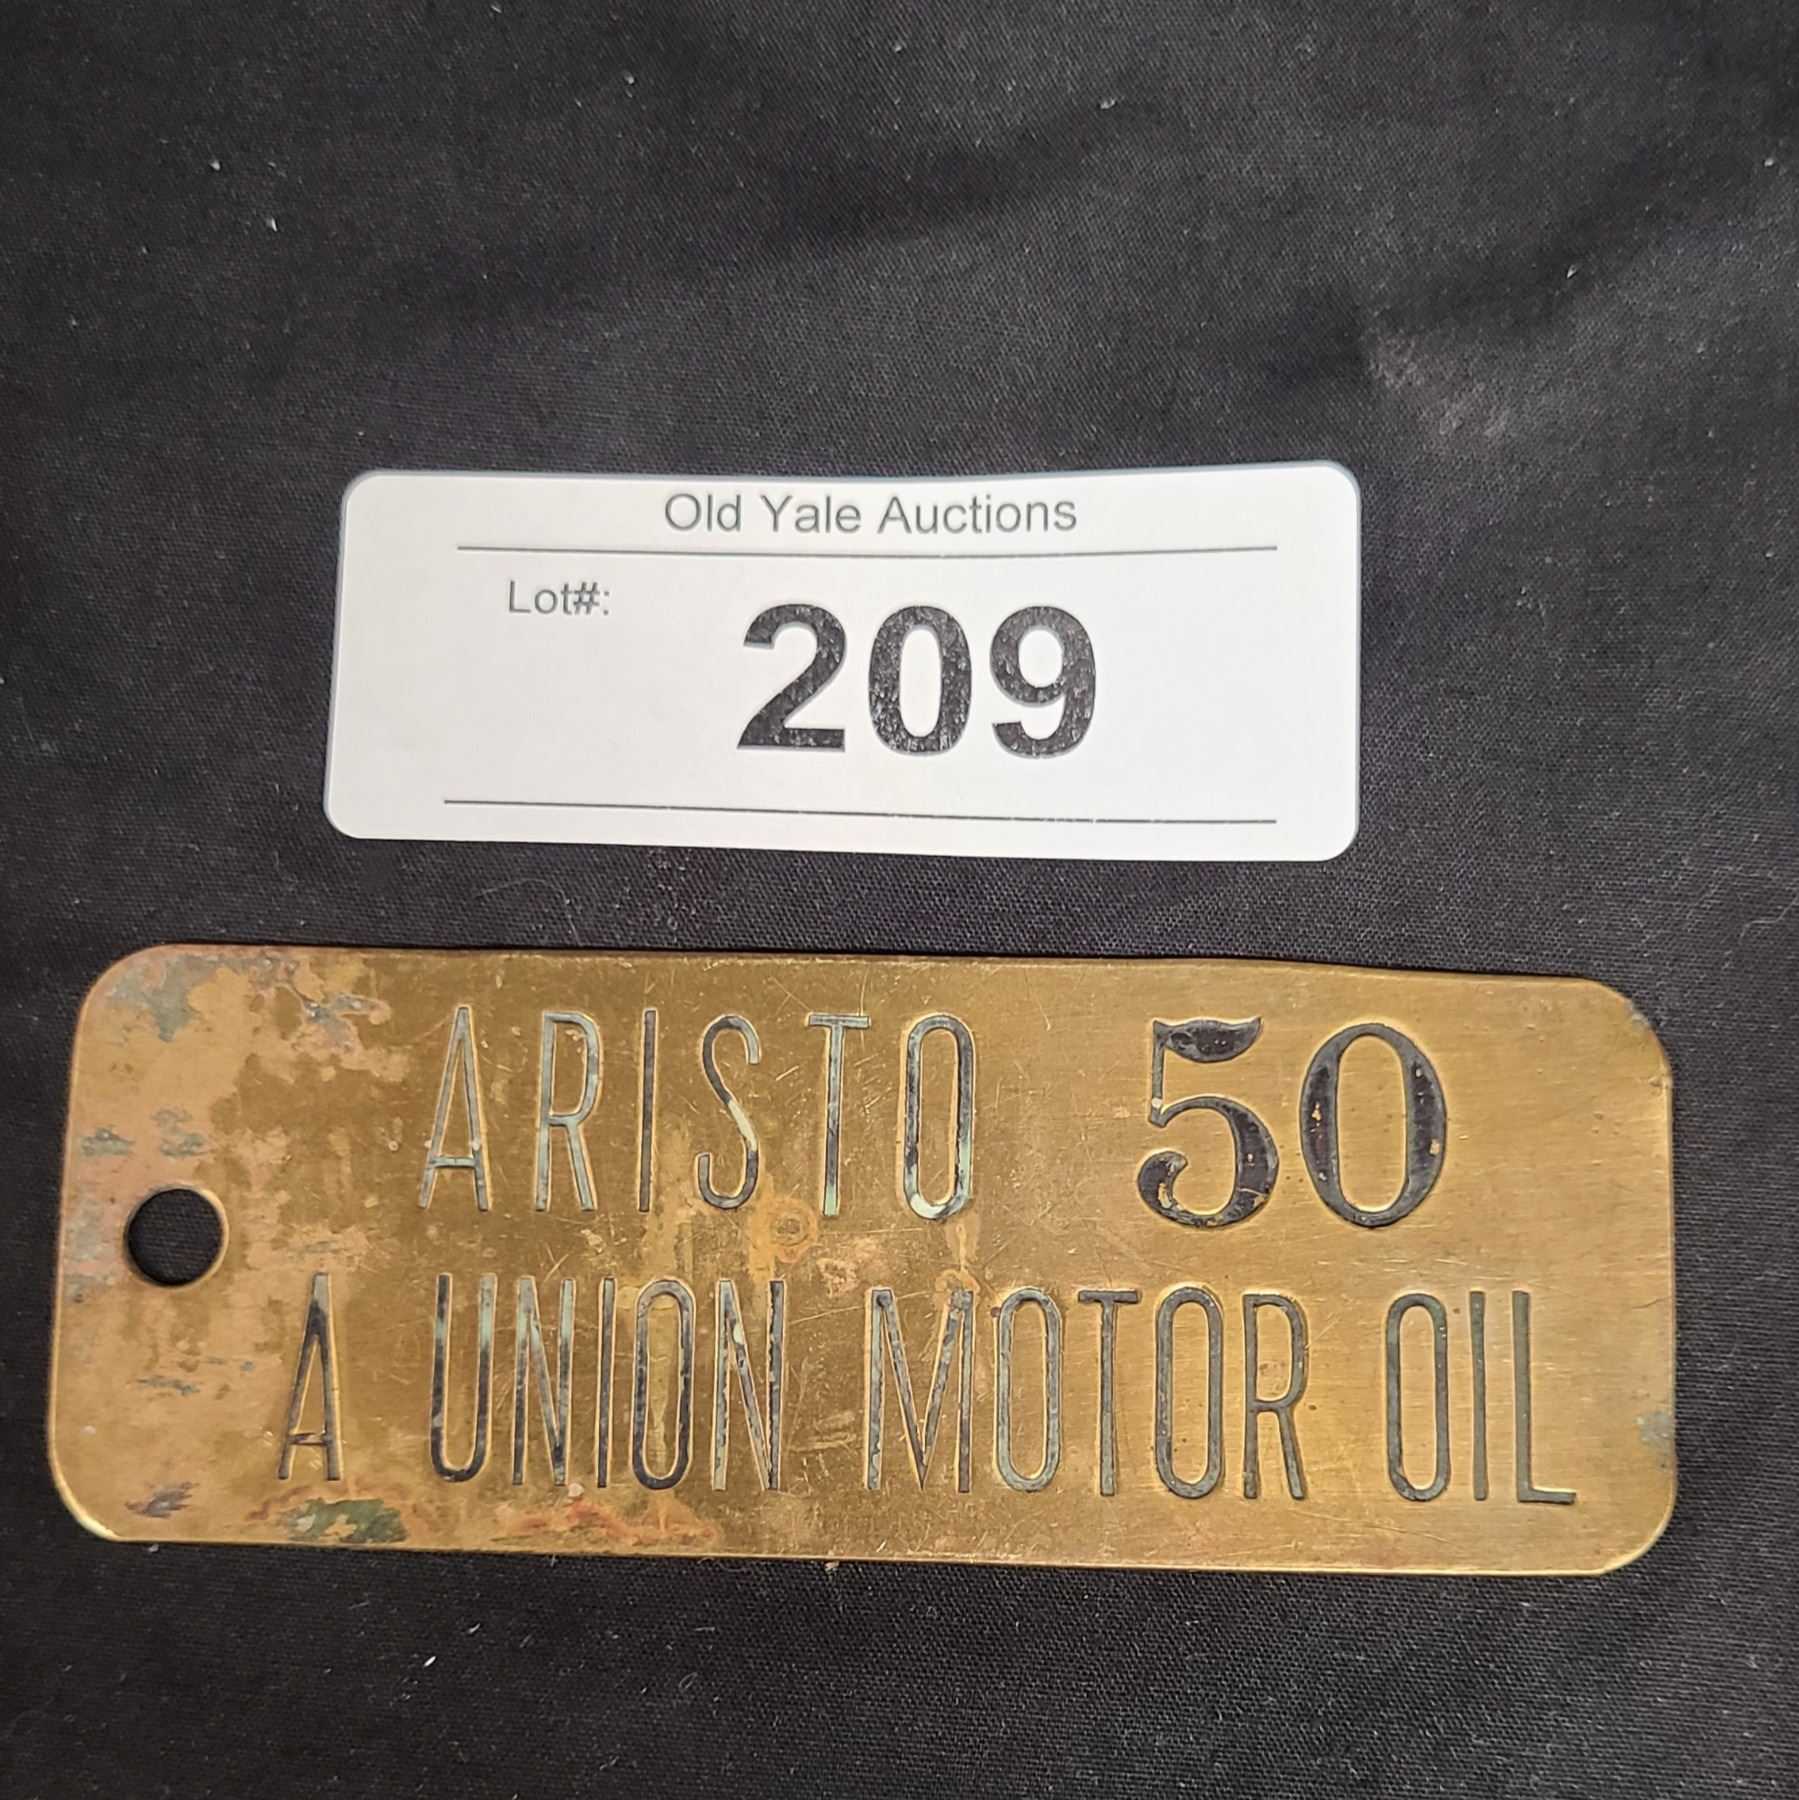 Old Yale Auctions
Lot#: 209
ARISTO 50
A UNION MOTOR OIL